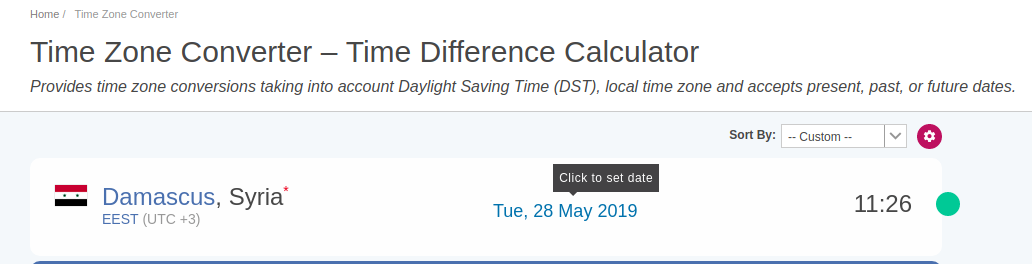 Home / Time Zone Converter
Time Zone Converter – Time Difference Calculator
Provides time zone conversions taking into account Daylight Saving Time (DST), local time zone and accepts present, past, or future dates.
Sort By: -- Custom --
Click to set date
Damascus, Syria*
EEST (UTC +3)
Tue, 28 May 2019
11:26